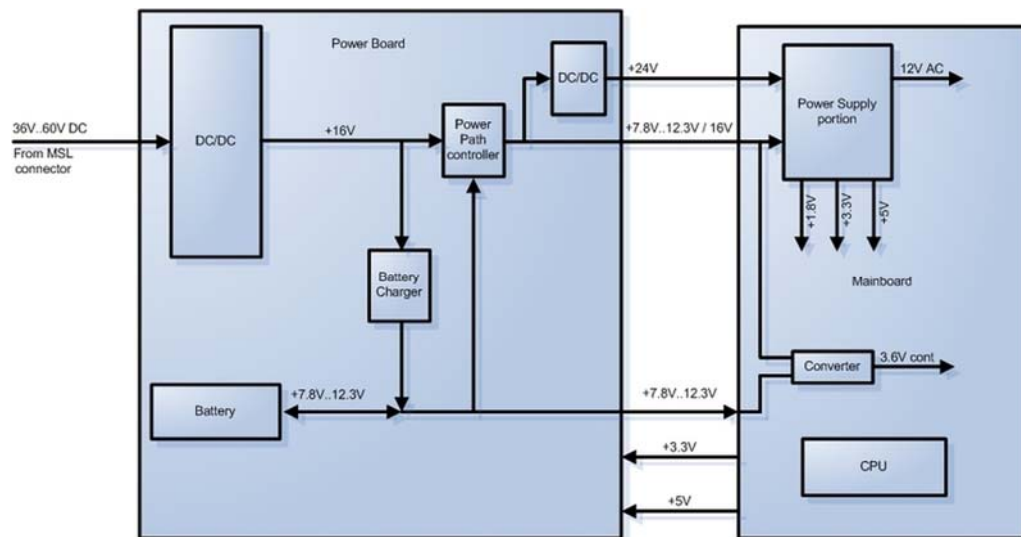 Power Board
DC/DC
+24V
12V AC
Power Supply
portion
36V..60V DC
From MSL
connector
DC/DC
+16V
Power
Path
controller
+7.8V..12.3V / 16V
+1.8V
+3.3V
+5V
Mainboard
Battery
Charger
Converter
3.6V cont
Battery
+7.8V..12.3V
+7.8V..12.3V
+3.3V
CPU
+5V